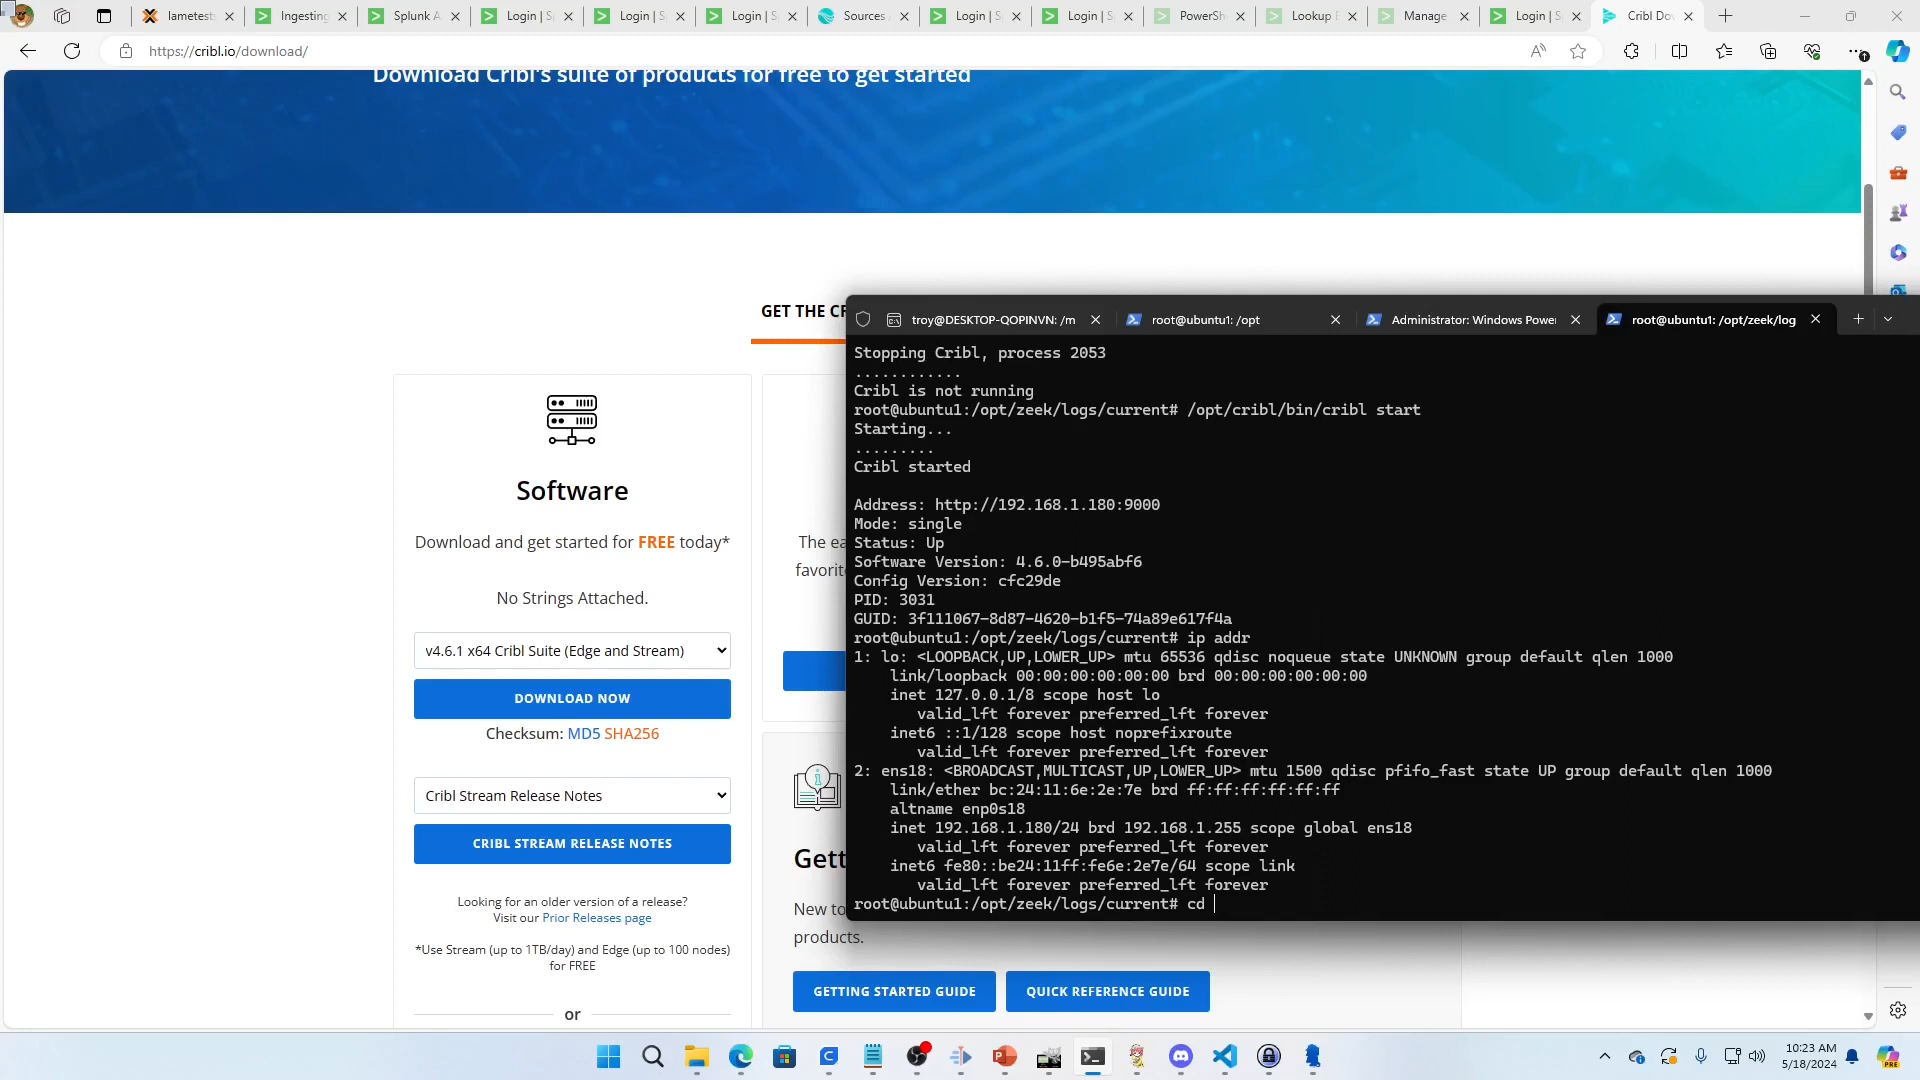 lametest
Ingesting
Splunk A
Login | S
Login | S
Login | S
Sources
Login | S
Login | S
PowerSh
Lookup E
Manage
Login | S
Cribl Do
https://cribl.io/download/
Download Cribl's suite of products for free to get started
GET THE CR
Software
Download and get started for FREE today*
No Strings Attached.
v4.6.1 x64 Cribl Suite (Edge and Stream)
DOWNLOAD NOW
Checksum: MD5 SHA256
Cribl Stream Release Notes
CRIBL STREAM RELEASE NOTES
Looking for an older version of a release?
Visit our Prior Releases page
*Use Stream (up to 1TB/day) and Edge (up to 100 nodes)
for FREE
or
The ea
favorit
Gett
New to
products.
GETTING STARTED GUIDE
QUICK REFERENCE GUIDE
troy@DESKTOP-QOPINVN: /m
root@ubuntu1: /opt
Administrator: Windows Powe
root@ubuntu1: /opt/zeek/log
Stopping Cribl, process 2053
............
Cribl is not running
root@ubuntu1:/opt/zeek/logs/current# /opt/cribl/bin/cribl start
Starting...
.........
Cribl started
Address: http://192.168.1.180:9000
Mode: single
Status: Up
Software Version: 4.6.0-b495abf6
Config Version: cfc29de
PID: 3031
GUID: 3f111067-8d87-4620-b1f5-74a89e617f4a
root@ubuntu1:/opt/zeek/logs/current# ip addr
1: lo: <LOOPBACK,UP,LOWER_UP> mtu 65536 qdisc noqueue state UNKNOWN group default qlen 1000
link/loopback 00:00:00:00:00:00 brd 00:00:00:00:00:00
inet 127.0.0.1/8 scope host lo
valid_lft forever preferred_lft forever
inet6 ::1/128 scope host noprefixroute
valid_lft forever preferred_lft forever
2: ens18: <BROADCAST,MULTICAST,UP,LOWER_UP> mtu 1500 qdisc pfifo_fast state UP group default qlen 1000
link/ether bc:24:11:6e:2e:7e brd ff:ff:ff:ff:ff:ff
altname enp0s18
inet 192.168.1.180/24 brd 192.168.1.255 scope global ens18
valid_lft forever preferred_lft forever
inet6 fe80::be24:11ff:fe6e:2e7e/64 scope link
valid_lft forever preferred_lft forever
root@ubuntu1:/opt/zeek/logs/current# cd
10:23 AM
5/18/2024